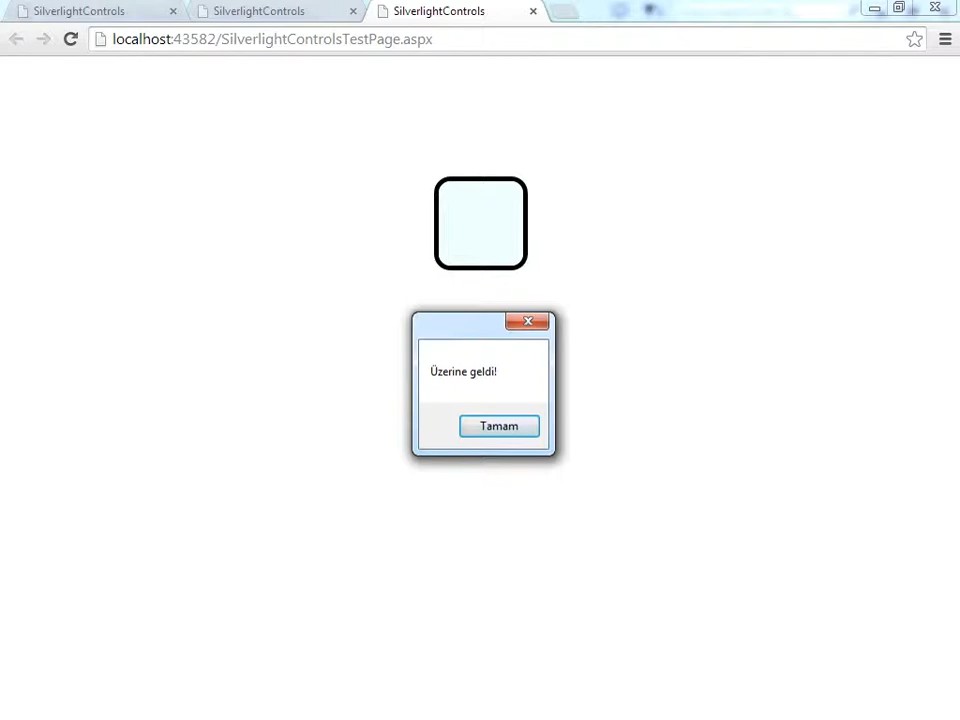 SilverlightControls
SilverlightControls
SilverlightControls
localhost:43582/SilverlightControlsTestPage.aspx
Üzerine geldi!
Tamam